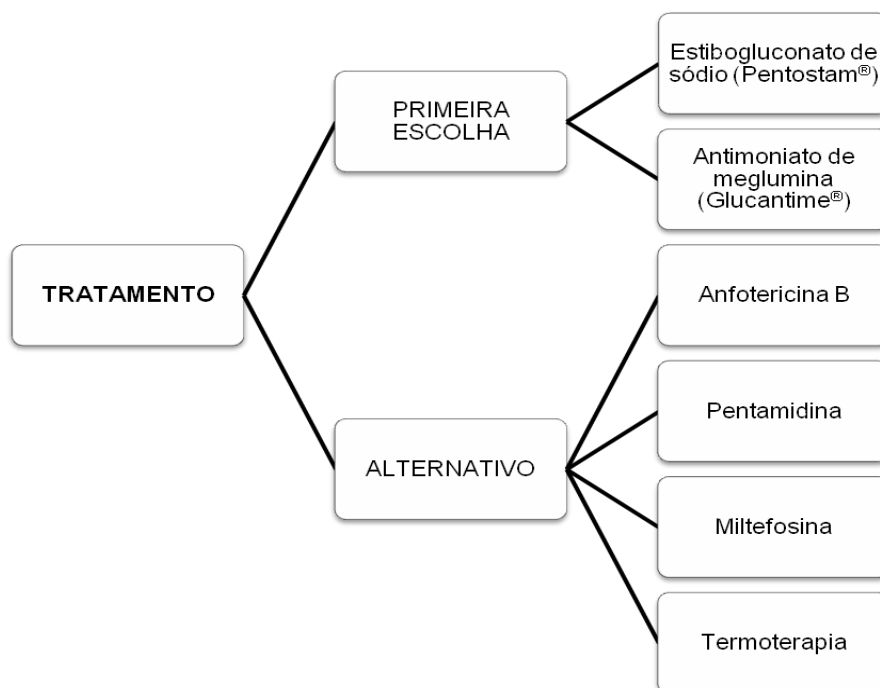 TRATAMENTO
PRIMEIRA
ESCOLHA
Estibogluconato de
sódio (Pentostam®)
Antimoniato de
meglumina
(Glucantime®)
ALTERNATIVO
Anfotericina B
Pentamidina
Miltefosina
Termoterapia